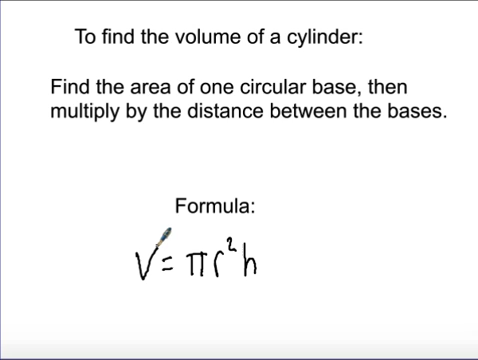 To find the volume of a cylinder:
Find the area of one circular base, then
multiply by the distance between the bases.
Formula:
V = πr²h